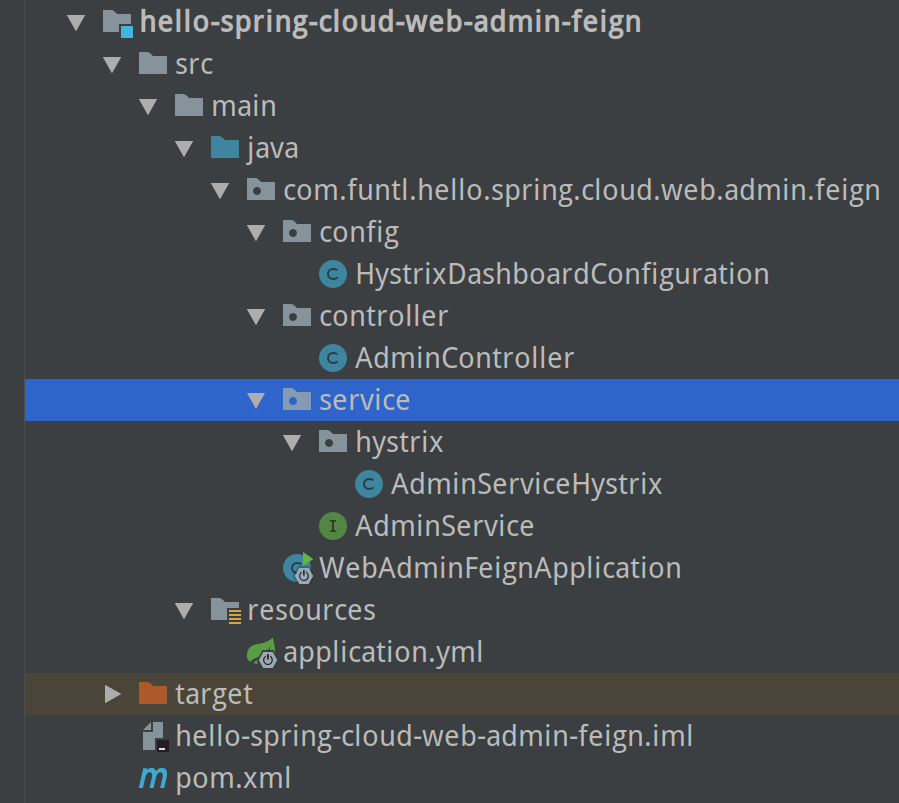 hello-spring-cloud-web-admin-feign
src
main
java
com.funtl.hello.spring.cloud.web.admin.feign
config
HystrixDashboardConfiguration
controller
AdminController
service
hystrix
AdminServiceHystrix
AdminService
WebAdminFeignApplication
resources
application.yml
target
hello-spring-cloud-web-admin-feign.iml
pom.xml